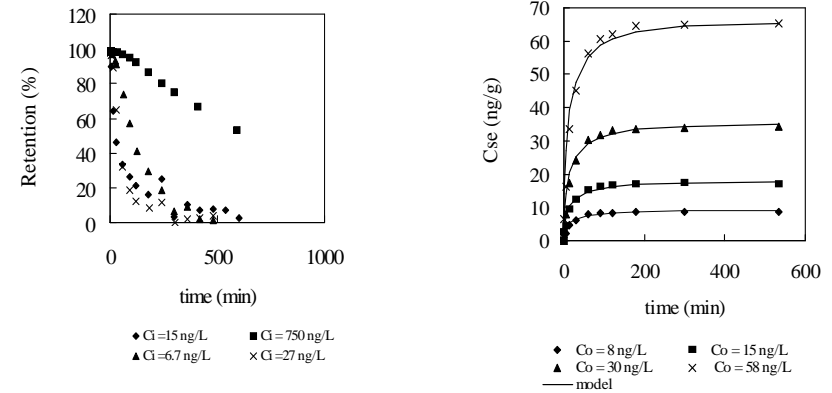 120
100
80
60
40
20
0
Retention (%)
0 500 1000
time (min)
Ci =15 ng/L Ci =750 ng/L
Ci =6.7 ng/L Ci =27 ng/L
70
60
50
40
30
20
10
0
Cse (ng/g)
0 200 400 600
time (min)
Co = 8 ng/L Co = 15 ng/L
Co = 30 ng/L Co = 58 ng/L
model